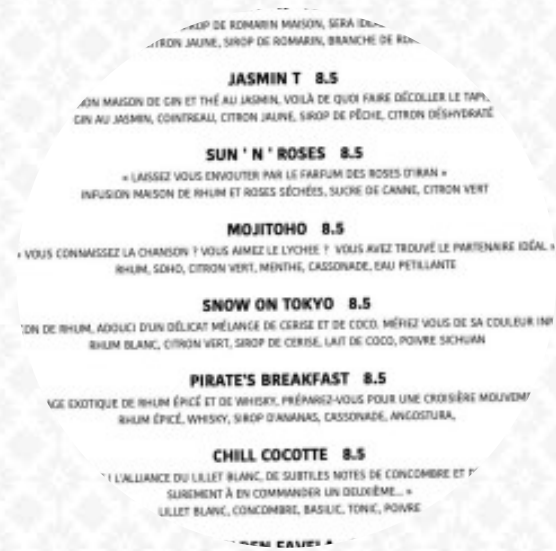 SIROP DE ROMARIN MAISON, SERA
CITRON JAUNE, SIROP DE ROMARIN, BRANCHE DE
JASMIN T 8.5
MAISON DE GIN ET THÉ AU JASMIN, VOILÀ DE QUOI FAIRE DÉCOLLER LE
GIN AU JASMIN, COINTREAU, CITRON JAUNE, SIROP DE PÊCHE, CITRON DÉSHYDRATÉ
SUN ' N ' ROSES 8.5
« LAISSEZ VOUS ENVOUTER PAR LE FARFUM DES ROSES D'IRAN »
INFUSION MAISON DE RHUM ET ROSES SÉCHÉES, SUCRE DE CANNE, CITRON VERT
MOJITOHO 8.5
« VOUS CONNAISSEZ LA CHANSON ? VOUS AIMEZ LE LYCHEE ? VOUS AVEZ TROUVÉ LE PARTENAIRE IDÉAL »
RHUM, SOHO, CITRON VERT, MENTHE, CASSONADE, EAU PETILLANTE
SNOW ON TOKYO 8.5
DE RHUM, ADOUCI D'UN DÉLICAT MÉLANGE DE CERISE ET DE COCO. MÉFIEZ VOUS DE SA COULEUR
RHUM BLANC, CITRON VERT, SIROP DE CERISE, LAIT DE COCO, POIVRE SICHUAN
PIRATE'S BREAKFAST 8.5
EXOTIQUE DE RHUM ÉPICÉ ET DE WHISKY, PRÉPAREZ-VOUS POUR UNE CROISIÈRE
RHUM ÉPICÉ, WHISKY, SIROP D'ANANAS, CASSONADE, ANGOSTURA,
CHILL COCOTTE 8.5
! L'ALLIANCE DU LILLET BLANC, DE SUBTILES NOTES DE CONCOMBRE ET
SUREMENT À EN COMMANDER UN DEUXIÈME... »
LILLET BLANC, CONCOMBRE, BASILIC, TONIC, POIVRE
FAVELA